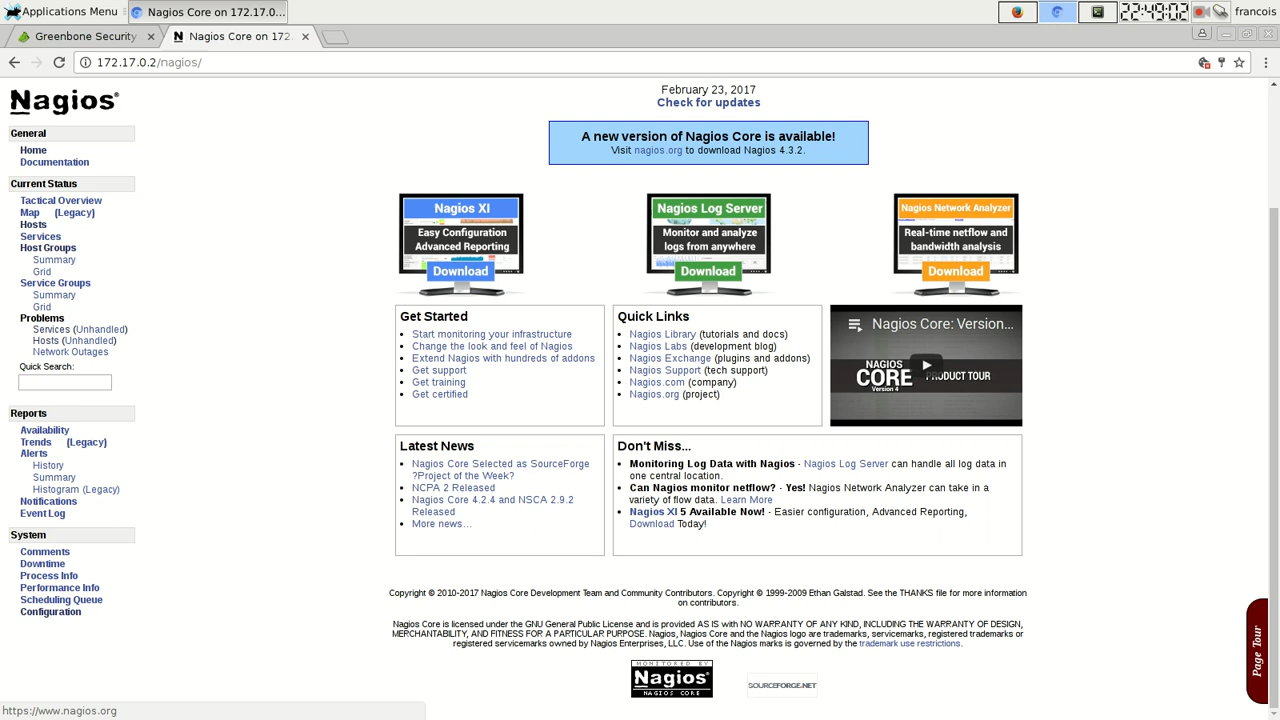 Applications Menu
Nagios Core on 172.17.0...
22:49:02
francois
Greenbone Security
Nagios Core on 172
172.17.0.2/nagios/
Nagios®
General
Home
Documentation
Current Status
Tactical Overview
Map (Legacy)
Hosts
Services
Host Groups
Summary
Grid
Service Groups
Summary
Grid
Problems
Services (Unhandled)
Hosts (Unhandled)
Network Outages
Quick Search:
Reports
Availability
Trends (Legacy)
Alerts
History
Summary
Histogram (Legacy)
Notifications
Event Log
System
Comments
Downtime
Process Info
Performance Info
Scheduling Queue
Configuration
February 23, 2017
Check for updates
A new version of Nagios Core is available!
Visit nagios.org to download Nagios 4.3.2.
Nagios XI
Easy Configuration
Advanced Reporting
Download
Nagios Log Server
Monitor and analyze
logs from anywhere
Download
Nagios Network Analyzer
Real-time netflow and
bandwidth analysis
Download
Get Started
Start monitoring your infrastructure
Change the look and feel of Nagios
Extend Nagios with hundreds of addons
Get support
Get training
Get certified
Quick Links
Nagios Library (tutorials and docs)
Nagios Labs (development blog)
Nagios Exchange (plugins and addons)
Nagios Support (tech support)
Nagios.com (company)
Nagios.org (project)
Nagios Core: Version...
NAGIOS
CORE
Version 4
PRODUCT TOUR
Latest News
Nagios Core Selected as SourceForge
?Project of the Week?
NCPA 2 Released
Nagios Core 4.2.4 and NSCA 2.9.2
Released
More news...
Don't Miss...
Monitoring Log Data with Nagios - Nagios Log Server can handle all log data in
one central location.
Can Nagios monitor netflow? - Yes! Nagios Network Analyzer can take in a
variety of flow data. Learn More
Nagios XI 5 Available Now! - Easier configuration, Advanced Reporting,
Download Today!
Copyright © 2010-2017 Nagios Core Development Team and Community Contributors. Copyright © 1999-2009 Ethan Galstad. See the THANKS file for more information
on contributors.
Nagios Core is licensed under the GNU General Public License and is provided AS IS with NO WARRANTY OF ANY KIND, INCLUDING THE WARRANTY OF DESIGN,
MERCHANTABILITY, AND FITNESS FOR A PARTICULAR PURPOSE. Nagios, Nagios Core and the Nagios logo are trademarks, servicemarks, registered trademarks or
registered servicemarks owned by Nagios Enterprises, LLC. Use of the Nagios marks is governed by the trademark use restrictions.
MONITORED BY
Nagios®
NAGIOS CORE
SOURCEFORGE.NET
Page Tour
https://www.nagios.org